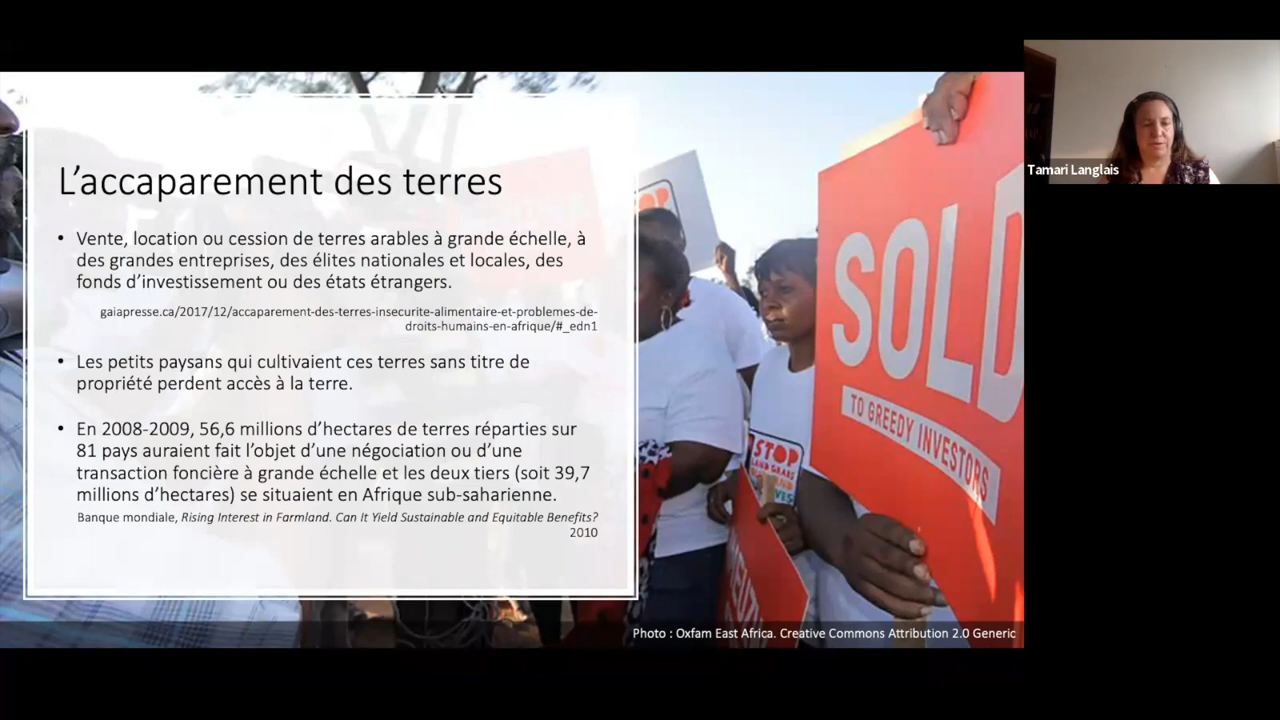 L’accaparement des terres
• Vente, location ou cession de terres arables à grande échelle, à
des grandes entreprises, des élites nationales et locales, des
fonds d’investissement ou des états étrangers.
gaiapresse.ca/2017/12/accaparement-des-terres-insecurite-alimentaire-et-problemes-de-
droits-humains-en-afrique/#_edn1
• Les petits paysans qui cultivaient ces terres sans titre de
propriété perdent accès à la terre.
• En 2008-2009, 56,6 millions d’hectares de terres réparties sur
81 pays auraient fait l’objet d’une négociation ou d’une
transaction foncière à grande échelle et les deux tiers (soit 39,7
millions d’hectares) se situaient en Afrique sub-saharienne.
Banque mondiale, Rising Interest in Farmland. Can It Yield Sustainable and Equitable Benefits?
2010
SOLD
TO GREEDY INVESTORS
STOP
LAND GRABS
Photo : Oxfam East Africa. Creative Commons Attribution 2.0 Generic
Tamari Langlais